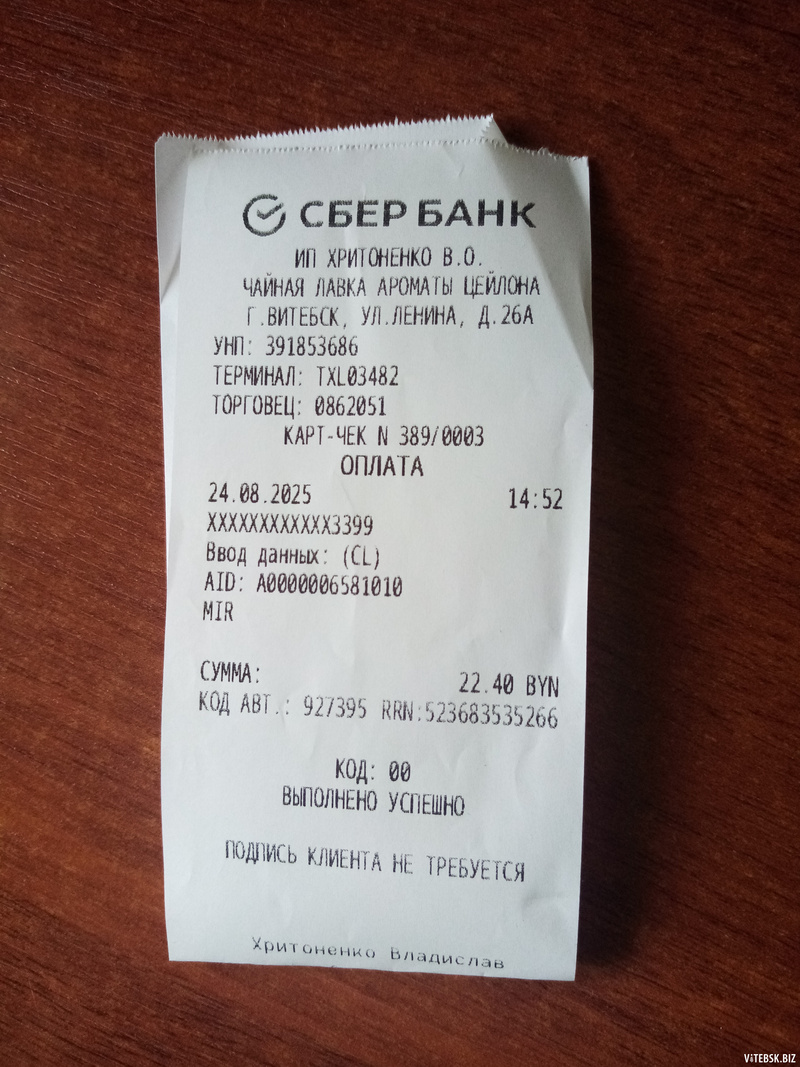 СБЕР БАНК
ИП ХРИТОНЕНКО В.О.
ЧАЙНАЯ ЛАВКА АРОМАТЫ ЦЕЙЛОНА
Г.ВИТЕБСК, УЛ.ЛЕНИНА, Д.26А
УНП: 391853686
ТЕРМИНАЛ: TXL03482
ТОРГОВЕЦ: 0862051
КАРТ-ЧЕК N 389/0003
ОПЛАТА
24.08.2025 14:52
XXXXXXXXXXXX3399
Ввод данных: (CL)
AID: A0000006581010
MIR
СУММА: 22.40 BYN
КОД АВТ.: 927395 RRN:523683535266
КОД: 00
ВЫПОЛНЕНО УСПЕШНО
ПОДПИСЬ КЛИЕНТА НЕ ТРЕБУЕТСЯ
Хритоненко Владислав
ViTEBSK.BIZ